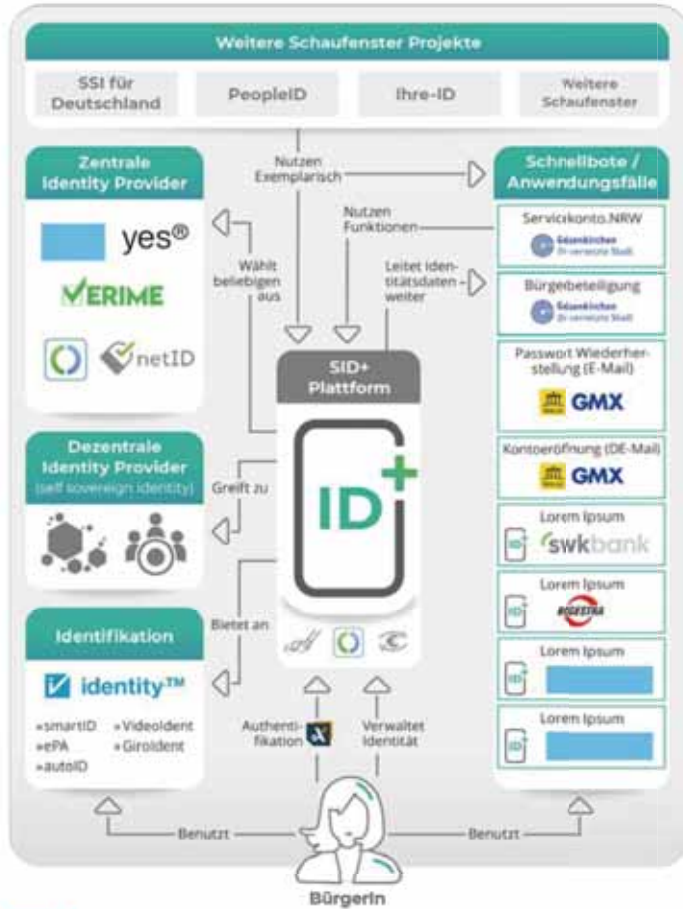 Weitere Schaufenster Projekte
SSI für
Deutschland
PeopleID
Ihre-ID
Weitere
Schaufenster
Zentrale
Identity Provider
yes®
VERIME
netID
Nutzen
Exemplarisch
Nutzen
Funktionen
Wählt
beliebigen
aus
Leitet Iden-
titätsdaten
weiter
Schnellbote /
Anwendungsfälle
Servicekonto.NRW
Bürgerbeteiligung
Passwort Wiederher-
stellung (E-Mail)
GMX
Kontoeröffnung (DE-Mail)
GMX
Lorem Ipsum
ID+
swkbank
Lorem Ipsum
ID+
Lorem Ipsum
ID+
Lorem Ipsum
ID+
SID+
Plattform
ID+
Dezentrale
Identity Provider
(self sovereign identity)
Greift zu
Identifikation
identity™
»smartID »VideoIdent
»ePA »GiroIdent
»autoID
Bietet an
Authenti-
fikation
Verwaltet
Identität
Benutzt
Benutzt
BürgerIn